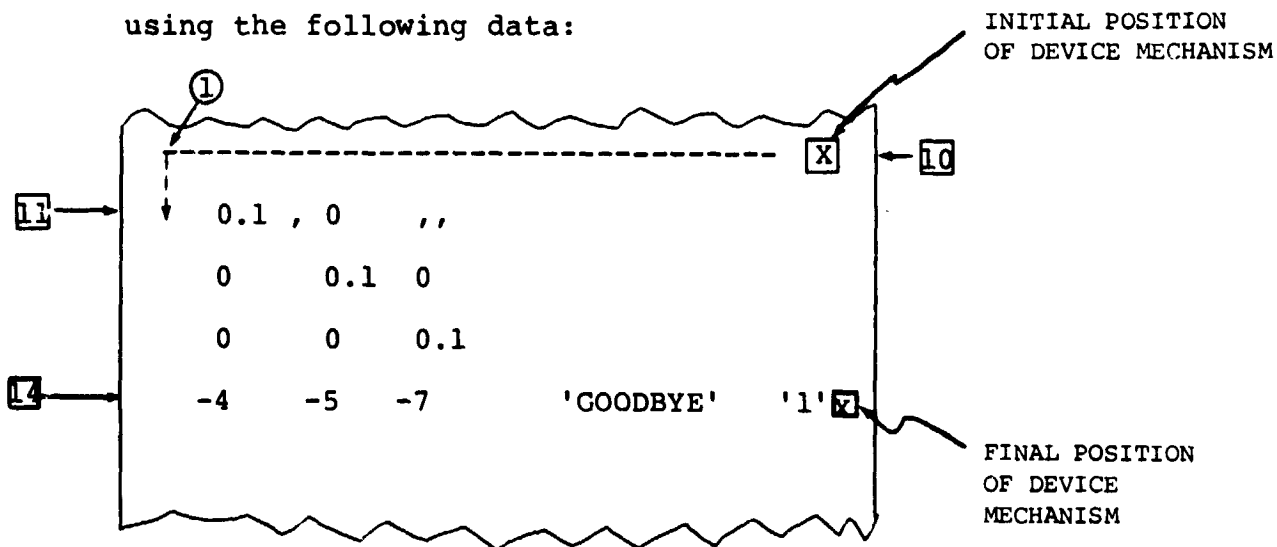 using the following data:
INITIAL POSITION
OF DEVICE MECHANISM
1
X
10
11
0.1 , 0 ,,
0 0.1 0
0 0 0.1
14
-4 -5 -7 'GOODBYE' '1' X
FINAL POSITION
OF DEVICE
MECHANISM